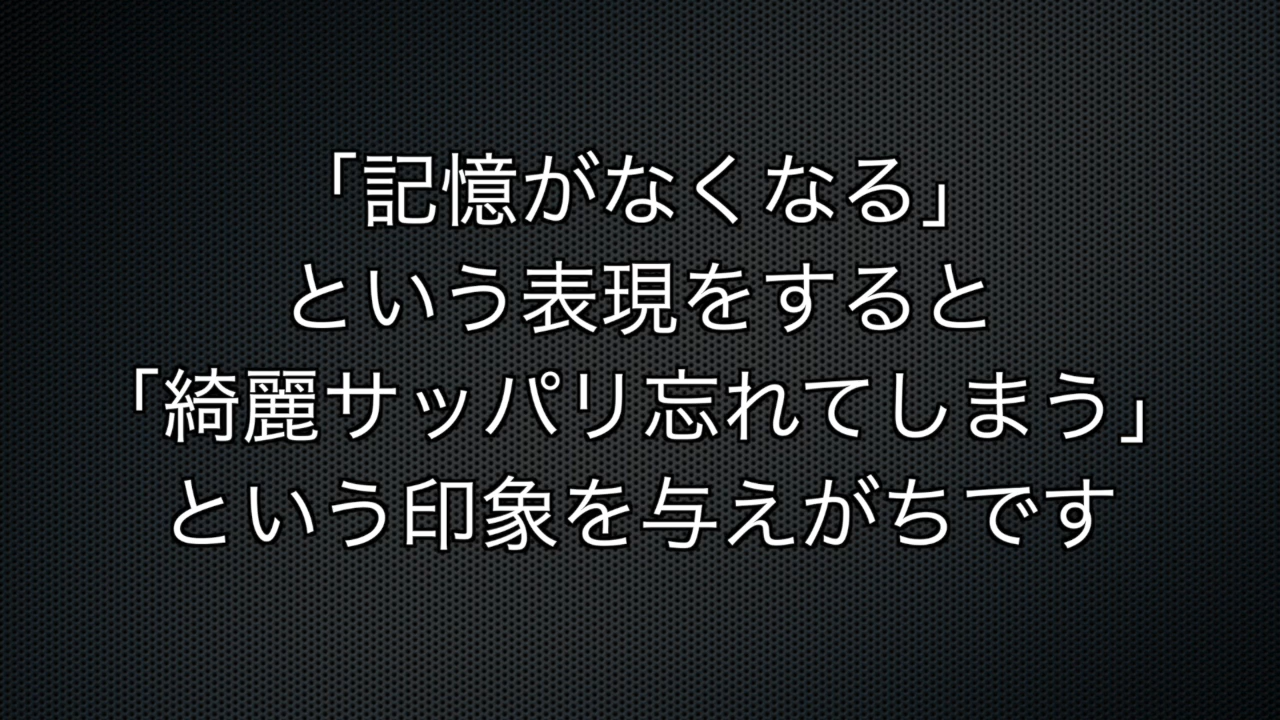 「記憶がなくなる」
という表現をすると
「綺麗サッパリ忘れてしまう」
という印象を与えがちです